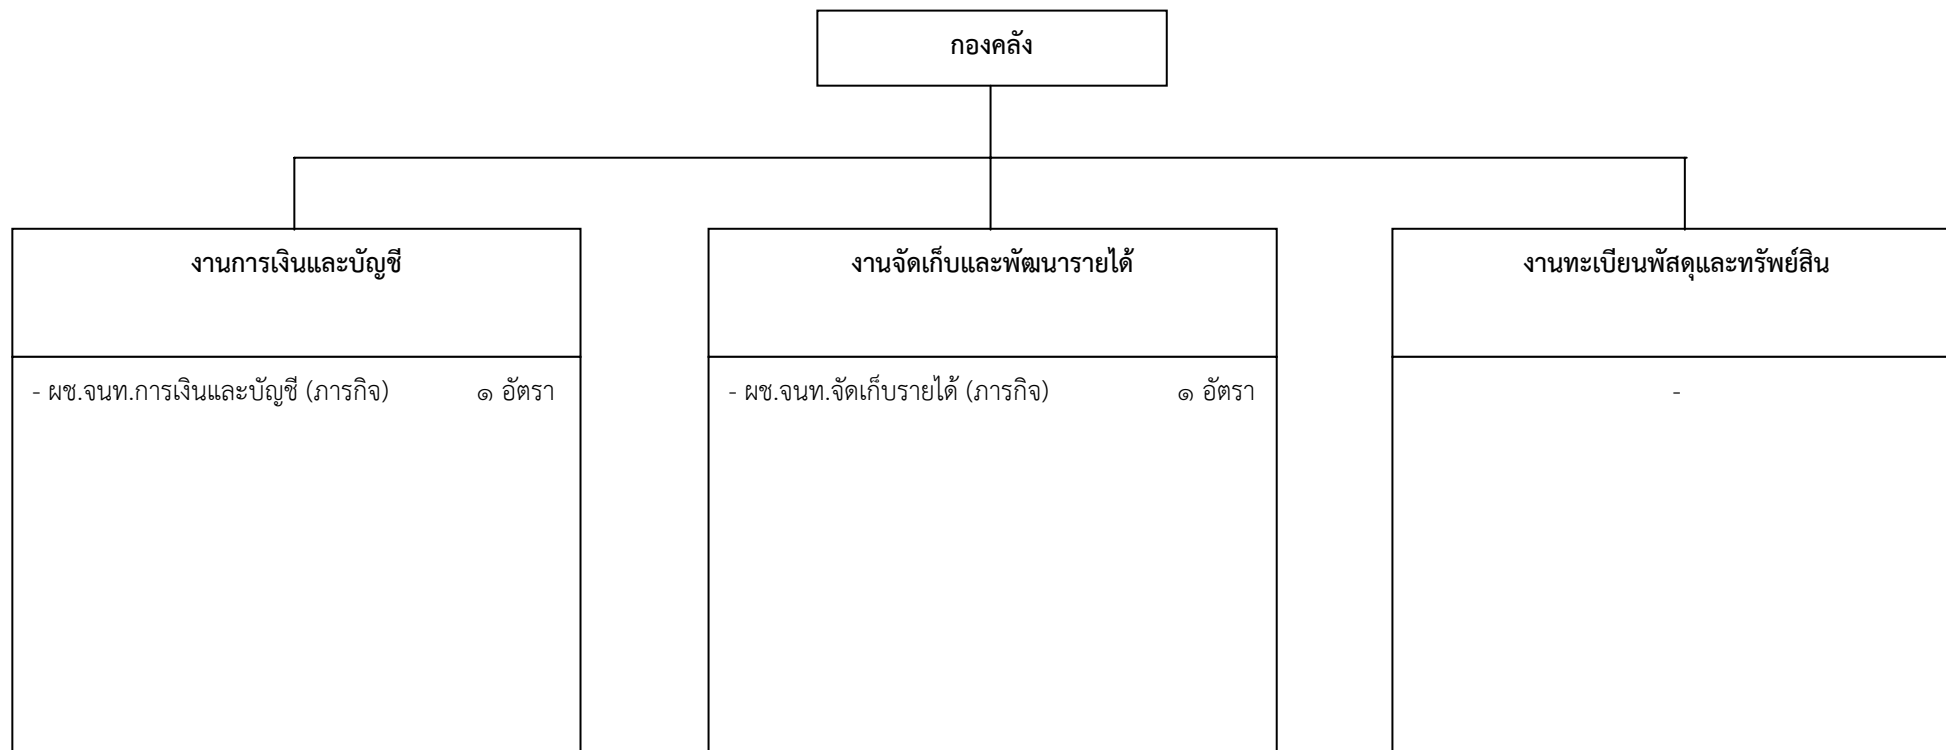 กองคลัง
งานการเงินและบัญชี
- ผช.จนท.การเงินและบัญชี (ภารกิจ) ๑ อัตรา
งานจัดเก็บและพัฒนารายได้
- ผช.จนท.จัดเก็บรายได้ (ภารกิจ) ๑ อัตรา
งานทะเบียนพัสดุและทรัพย์สิน
-